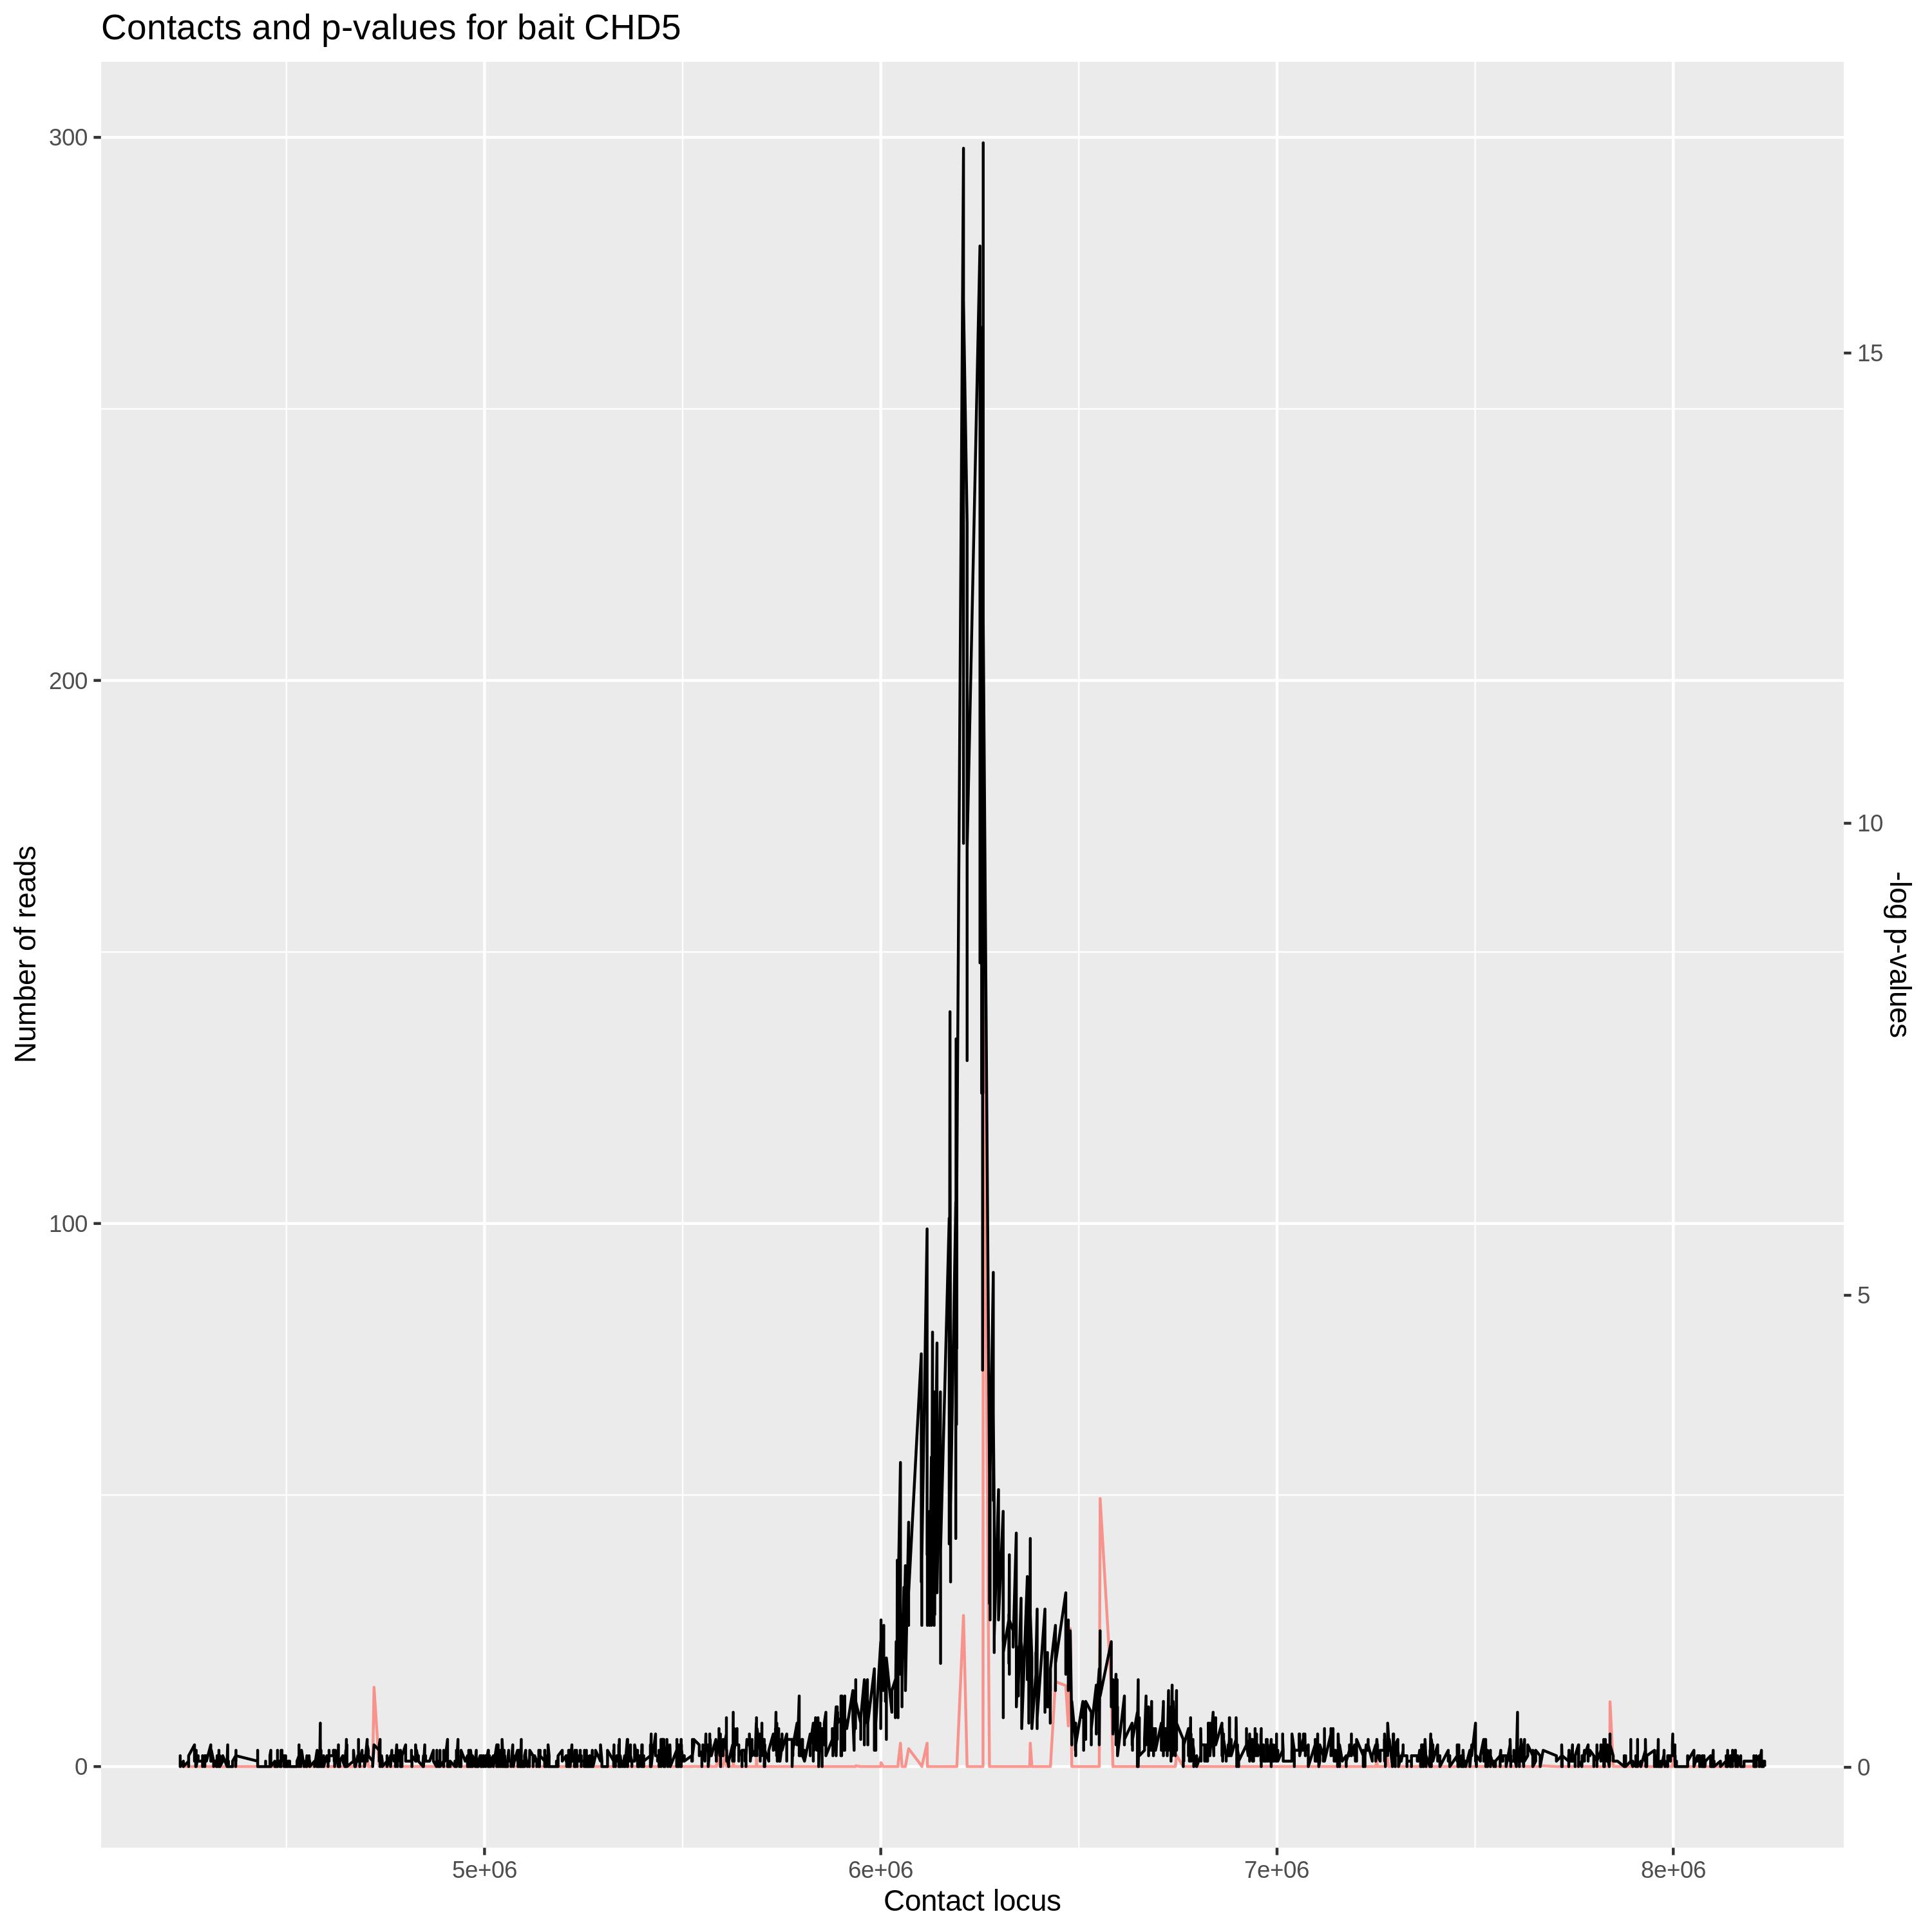 Contacts and p-values for bait CHD5
300
200
100
0
Number of reads
15
10
5
0
-log p-values
5e+06
6e+06
7e+06
8e+06
Contact locus